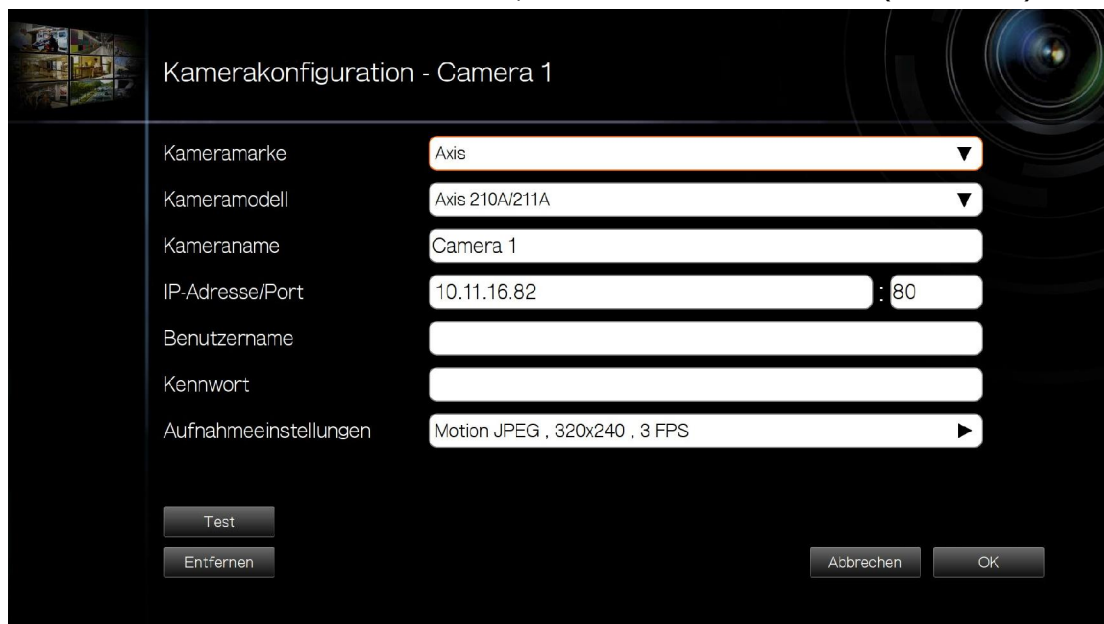 Kamerakonfiguration - Camera 1
Kameramarke Axis
Kameramodell Axis 210A/211A
Kameraname Camera 1
IP-Adresse/Port 10.11.16.82 : 80
Benutzername
Kennwort
Aufnahmeeinstellungen Motion JPEG , 320x240 , 3 FPS
Test
Entfernen Abbrechen OK